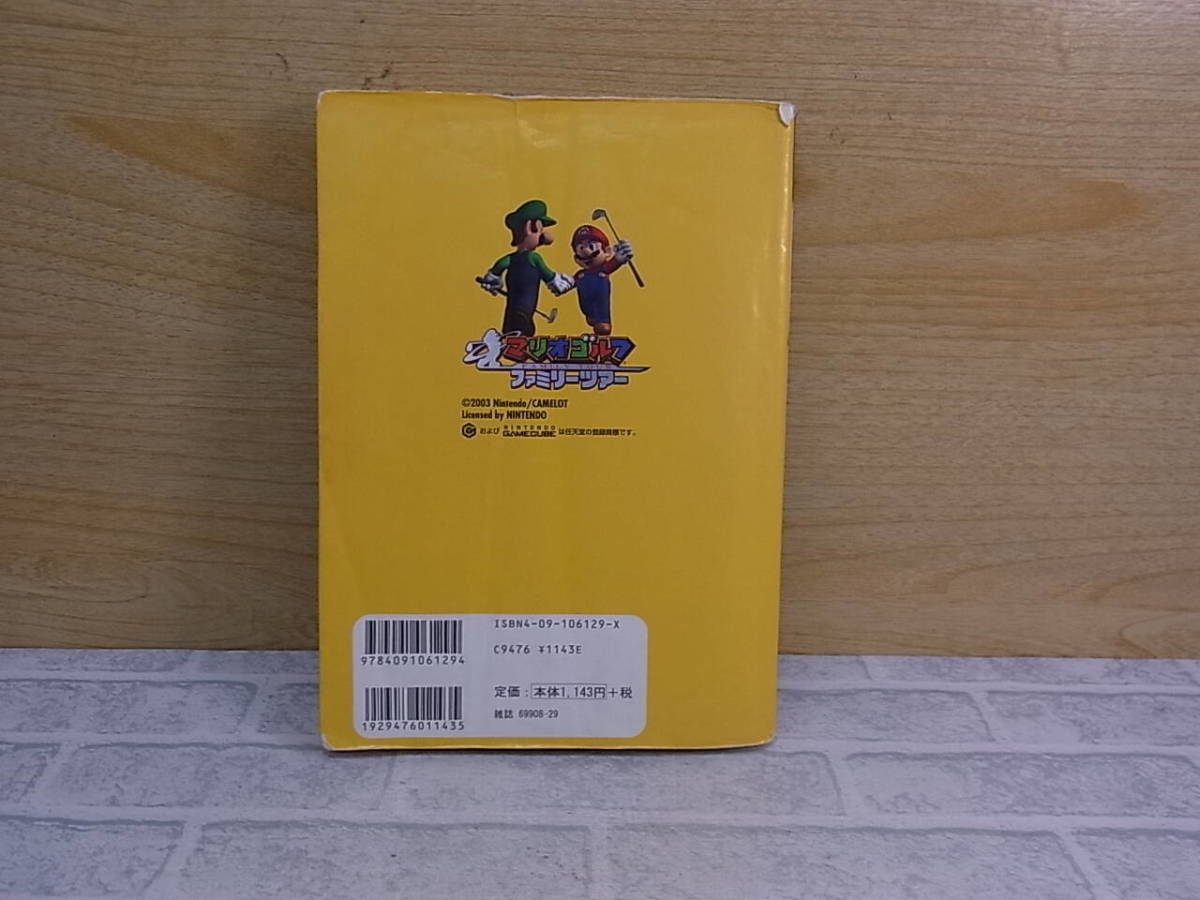 マリオゴルフ
FAMILY TOUR
ファミリーツアー
©2003 Nintendo/CAMELOT
Licensed by NINTENDO
および NINTENDO GAMECUBE は任天堂の登録商標です。
ISBN4-09-106129-X
C9476 ¥1143E
9784091061294
定価:本体1,143円+税
雑誌 69908-29
1929476011435